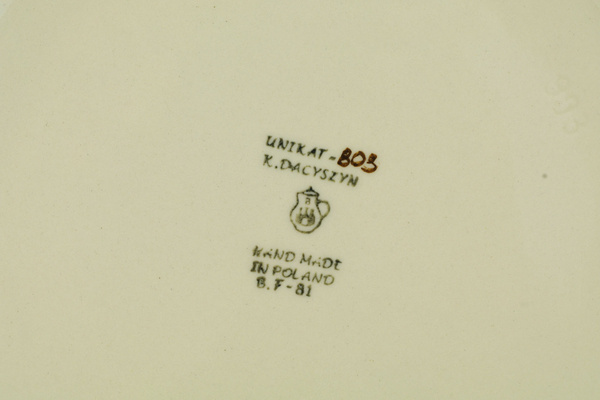 UNIKAT-803
K.DACYSZYN
HAND MADE
IN POLAND
B.F-81